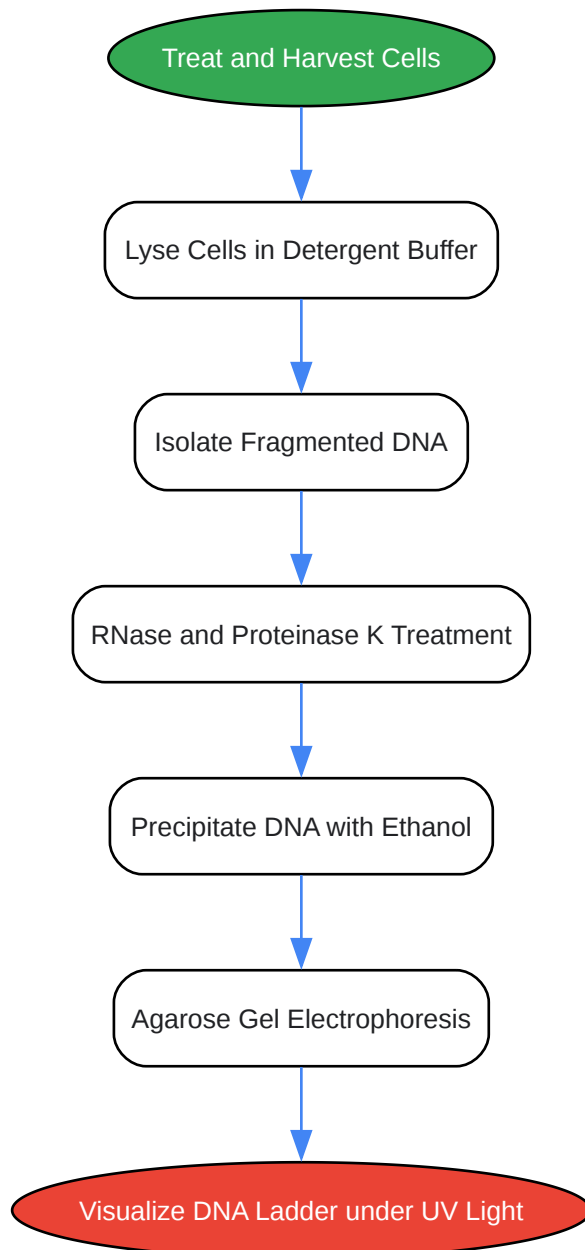 Treat and Harvest Cells
Lyse Cells in Detergent Buffer
Isolate Fragmented DNA
RNase and Proteinase K Treatment
Precipitate DNA with Ethanol
Agarose Gel Electrophoresis
Visualize DNA Ladder under UV Light